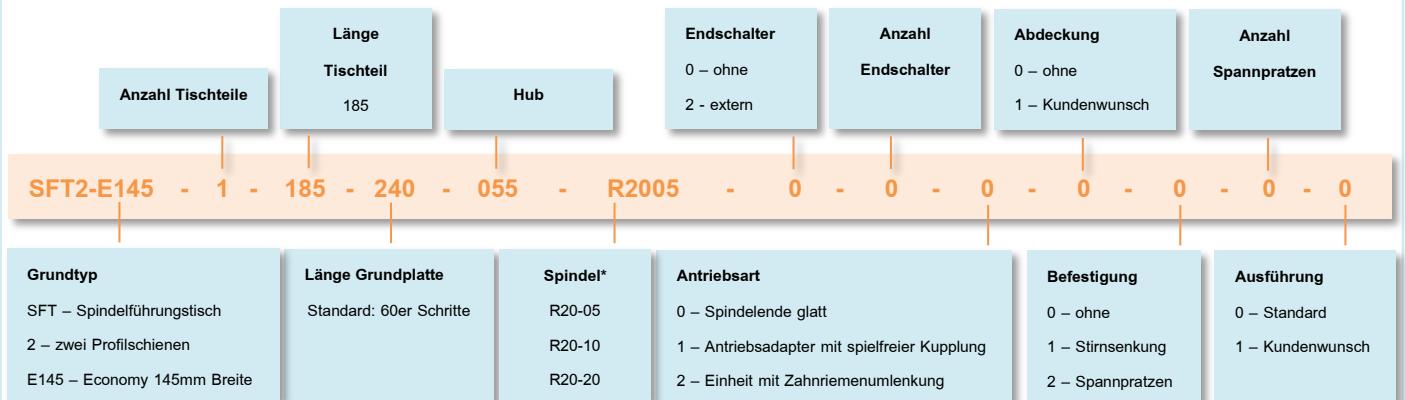 Anzahl Tischteile
Länge
Tischteil
185
Hub
Endschalter
0 – ohne
2 - extern
Anzahl
Endschalter
Abdeckung
0 – ohne
1 – Kundenwunsch
Anzahl
Spannpratzen
SFT2-E145 - 1 - 185 - 240 - 055 - R2005 - 0 - 0 - 0 - 0 - 0 - 0 - 0
Grundtyp
SFT – Spindelführungstisch
2 – zwei Profilschienen
E145 – Economy 145mm Breite
Länge Grundplatte
Standard: 60er Schritte
Spindel*
R20-05
R20-10
R20-20
Antriebsart
0 – Spindelende glatt
1 – Antriebsadapter mit spielfreier Kupplung
2 – Einheit mit Zahnriemenumlenkung
Befestigung
0 – ohne
1 – Stirnsenkung
2 – Spannpratzen
Ausführung
0 – Standard
1 – Kundenwunsch